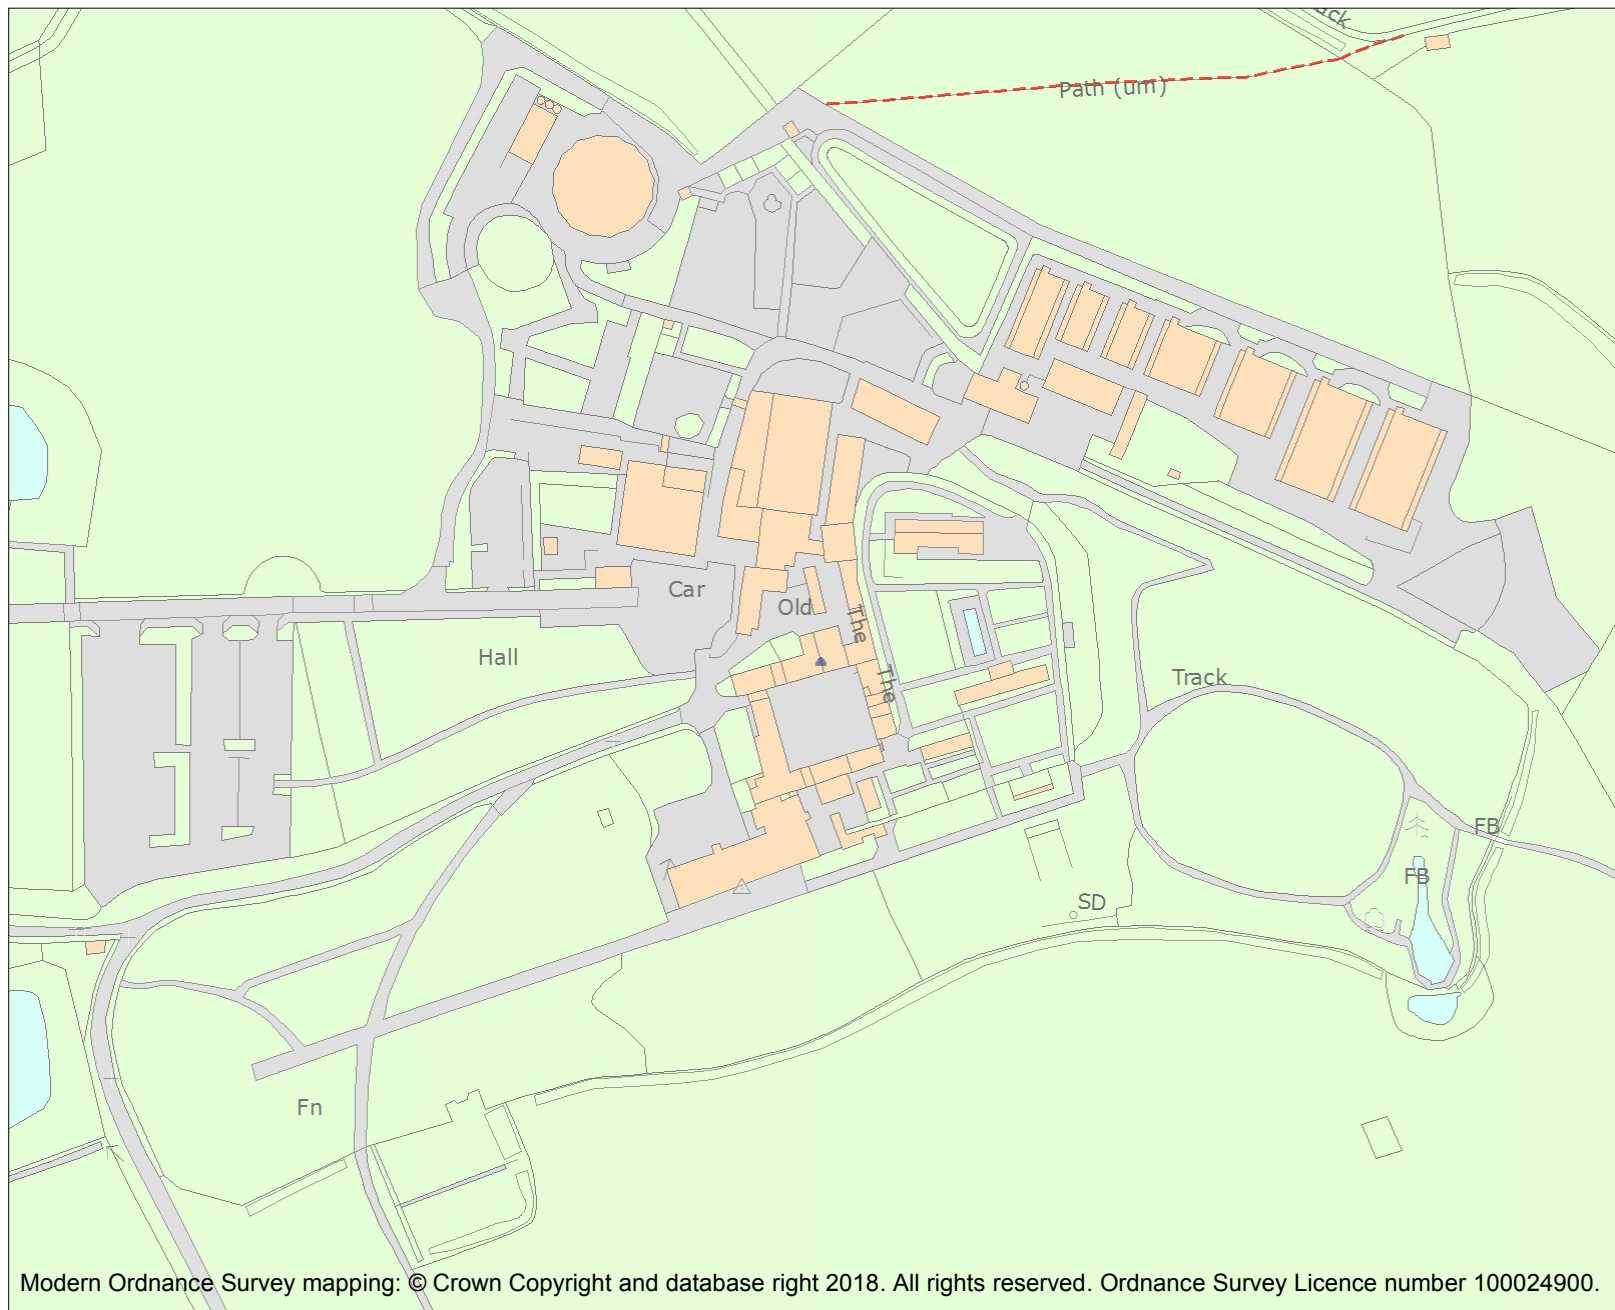 Path (um)
Car
Old
The
Hall
The
Track
FB
FB
SD
Fn
Modern Ordnance Survey mapping: © Crown Copyright and database right 2018. All rights reserved. Ordnance Survey Licence number 100024900.